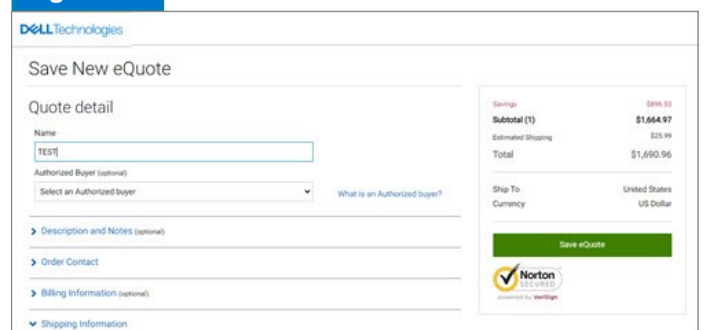 DELLTechnologies
Save New eQuote
Quote detail
Name
TEST
Authorized Buyer (optional)
Select an Authorized buyer
What is an Authorized buyer?
Description and Notes (optional)
Order Contact
Billing Information (optional)
Shipping Information
Savings $896.53
Subtotal (1) $1,664.97
Estimated Shipping $25.99
Total $1,690.96
Ship To United States
Currency US Dollar
Save eQuote
Norton
SECURED
powered by VeriSign